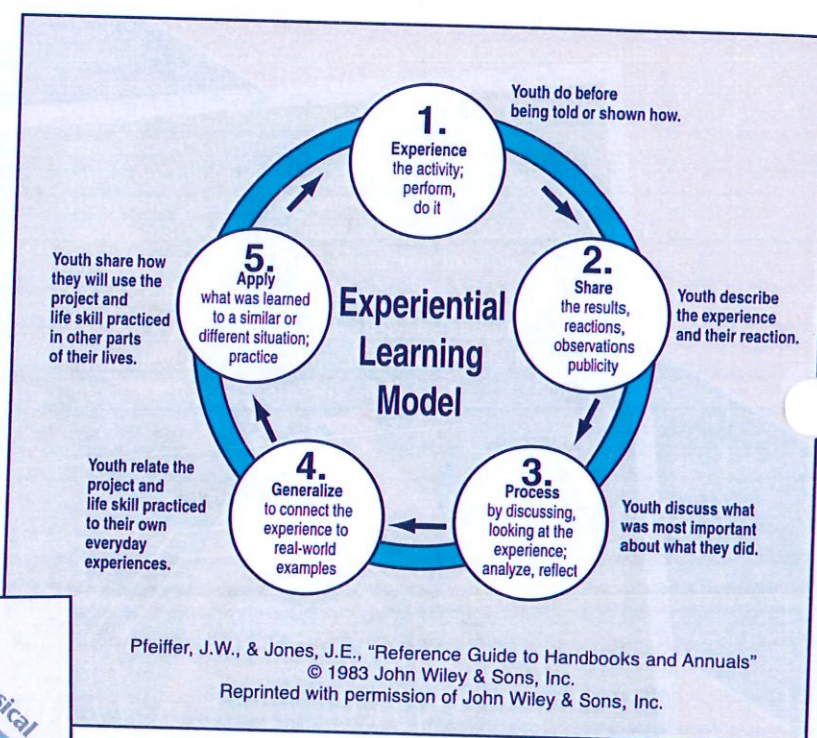 1.
Experience
the activity;
perform,
do it
Youth do before
being told or shown how.
2.
Share
the results,
reactions,
observations
publicity
Youth describe
the experience
and their reaction.
3.
Process
by discussing,
looking at the
experience;
analyze, reflect
Youth discuss what
was most important
about what they did.
4.
Generalize
to connect the
experience to
real-world
examples
Youth relate the
project and
life skill practiced
to their own
everyday
experiences.
5.
Apply
what was learned
to a similar or
different situation;
practice
Youth share how
they will use the
project and
life skill practiced
in other parts
of their lives.
Experiential
Learning
Model
Pfeiffer, J.W., & Jones, J.E., "Reference Guide to Handbooks and Annuals"
© 1983 John Wiley & Sons, Inc.
Reprinted with permission of John Wiley & Sons, Inc.